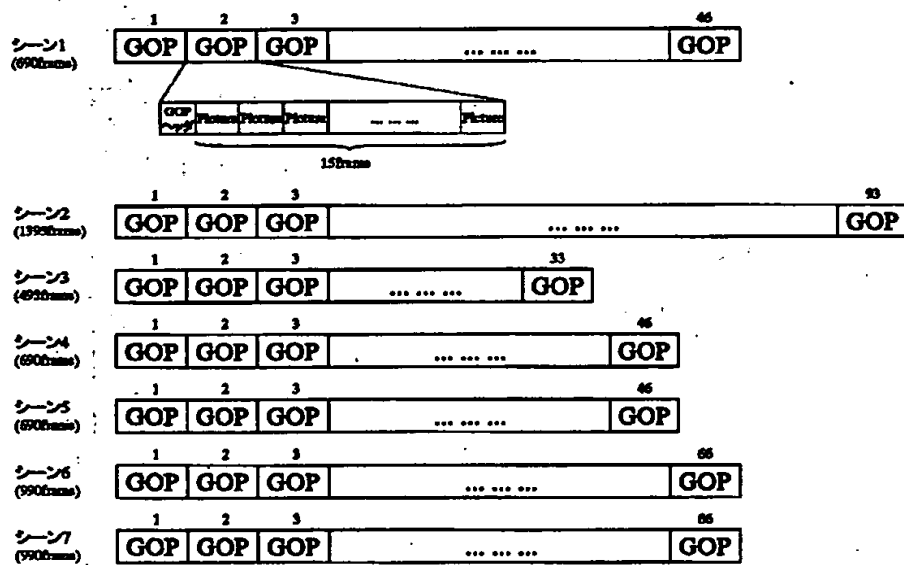 1 2 3 46
シーン1 GOP GOP GOP ... ... ... GOP
(690frame)
GOPヘッダ Picture Picture Picture ... ... ... Picture
15frame
1 2 3 93
シーン2 GOP GOP GOP ... ... ... GOP
(1395frame)
1 2 3 33
シーン3 GOP GOP GOP ... ... ... GOP
(495frame)
1 2 3 46
シーン4 GOP GOP GOP ... ... ... GOP
(690frame)
1 2 3 46
シーン5 GOP GOP GOP ... ... ... GOP
(690frame)
1 2 3 66
シーン6 GOP GOP GOP ... ... ... GOP
(990frame)
1 2 3 66
シーン7 GOP GOP GOP ... ... ... GOP
(990frame)